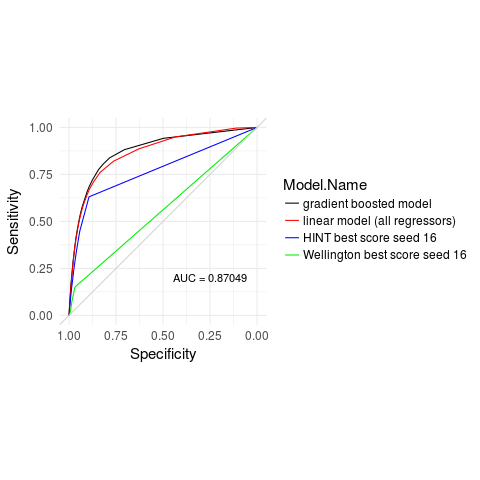 1.00
0.75
0.50
0.25
0.00
Sensitivity
AUC = 0.87049
1.00 0.75 0.50 0.25 0.00
Specificity
Model.Name
gradient boosted model
linear model (all regressors)
HINT best score seed 16
Wellington best score seed 16